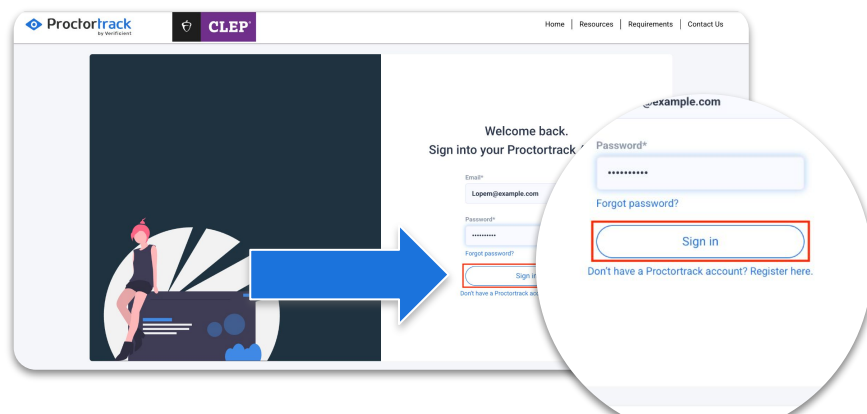 Proctortrack
by Verificient
CLEP
Home | Resources | Requirements | Contact Us
Welcome back.
Sign into your Proctortrack
Email*
Lopem@example.com
Password*
••••••••••
Forgot password?
Sign in
Don't have a Proctortrack
@example.com
Password*
••••••••••
Forgot password?
Sign in
Don't have a Proctortrack account? Register here.